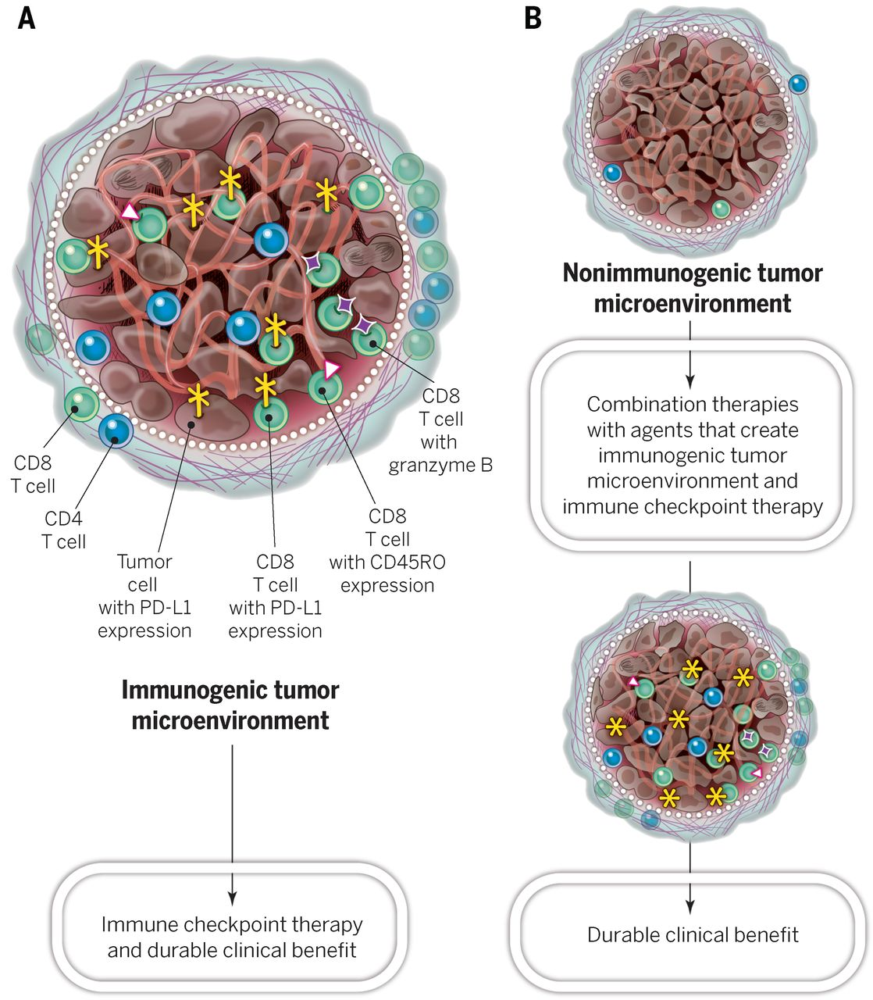 A
CD8
T cell
CD4
T cell
Tumor
cell
with PD-L1
expression
CD8
T cell
with PD-L1
expression
CD8
T cell
with CD45RO
expression
CD8
T cell
with
granzyme B
Immunogenic tumor
microenvironment
Immune checkpoint therapy
and durable clinical benefit
B
Nonimmunogenic tumor
microenvironment
Combination therapies
with agents that create
immunogenic tumor
microenvironment and
immune checkpoint therapy
Durable clinical benefit